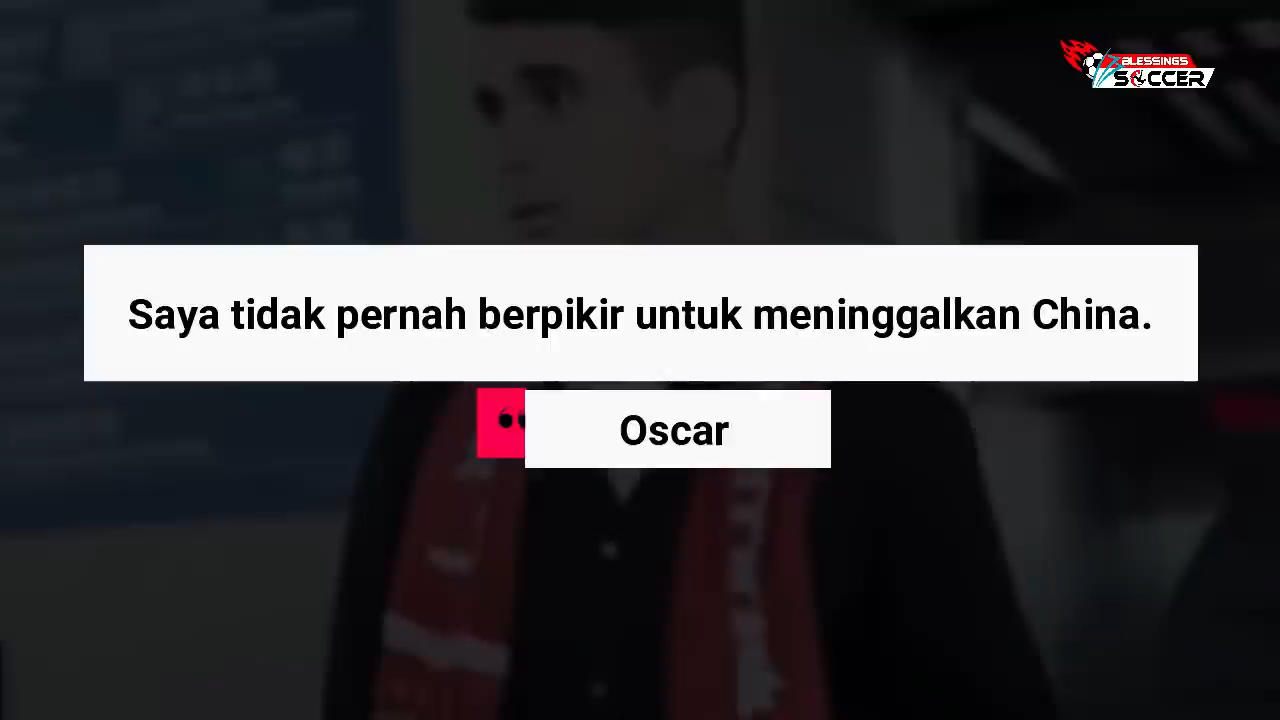 BLESSINGS
SOCCER
Saya tidak pernah berpikir untuk meninggalkan China.
“
Oscar